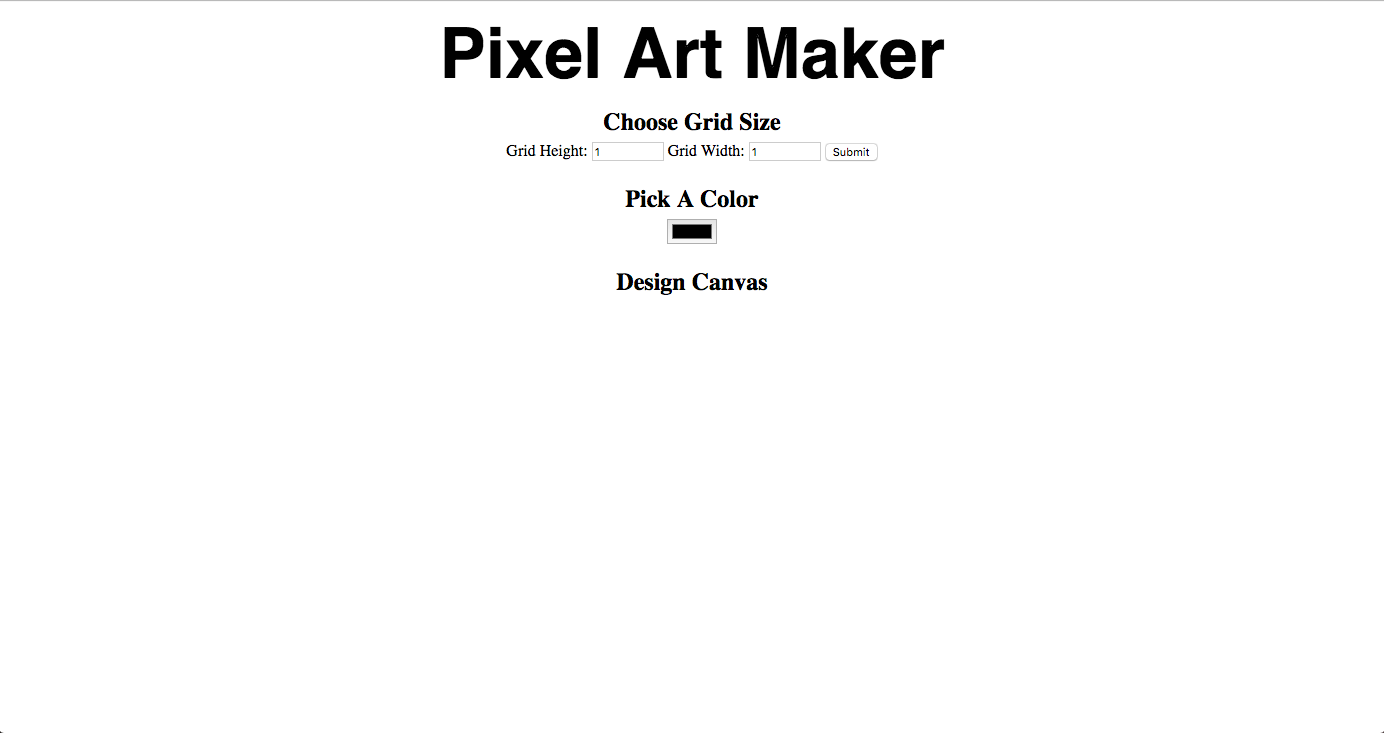 Pixel Art Maker
Choose Grid Size
Grid Height: 1 Grid Width: 1 Submit
Pick A Color
Design Canvas